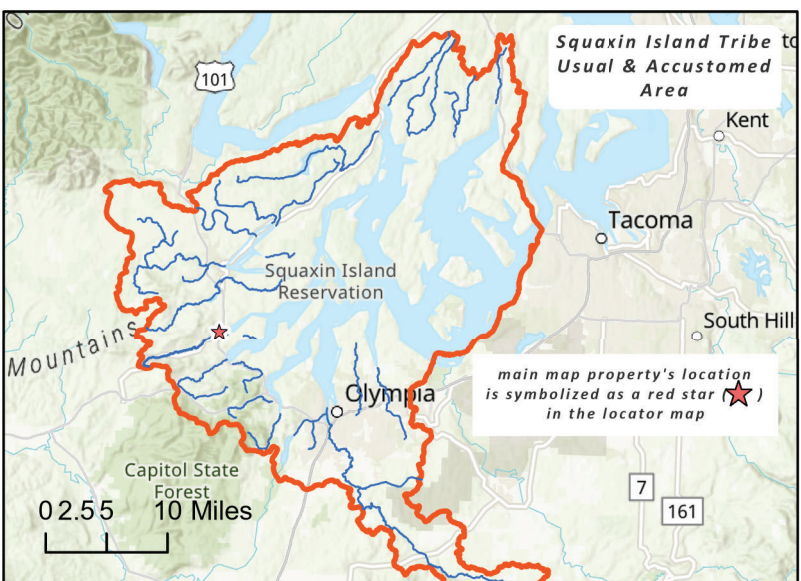 Squaxin Island Tribe
Usual & Accustomed
Area
101
Kent
Tacoma
Squaxin Island
Reservation
South Hill
Mountains
main map property's location
is symbolized as a red star ( )
in the locator map
Olympia
Capitol State
Forest
7
161
0 2.5 5 10 Miles